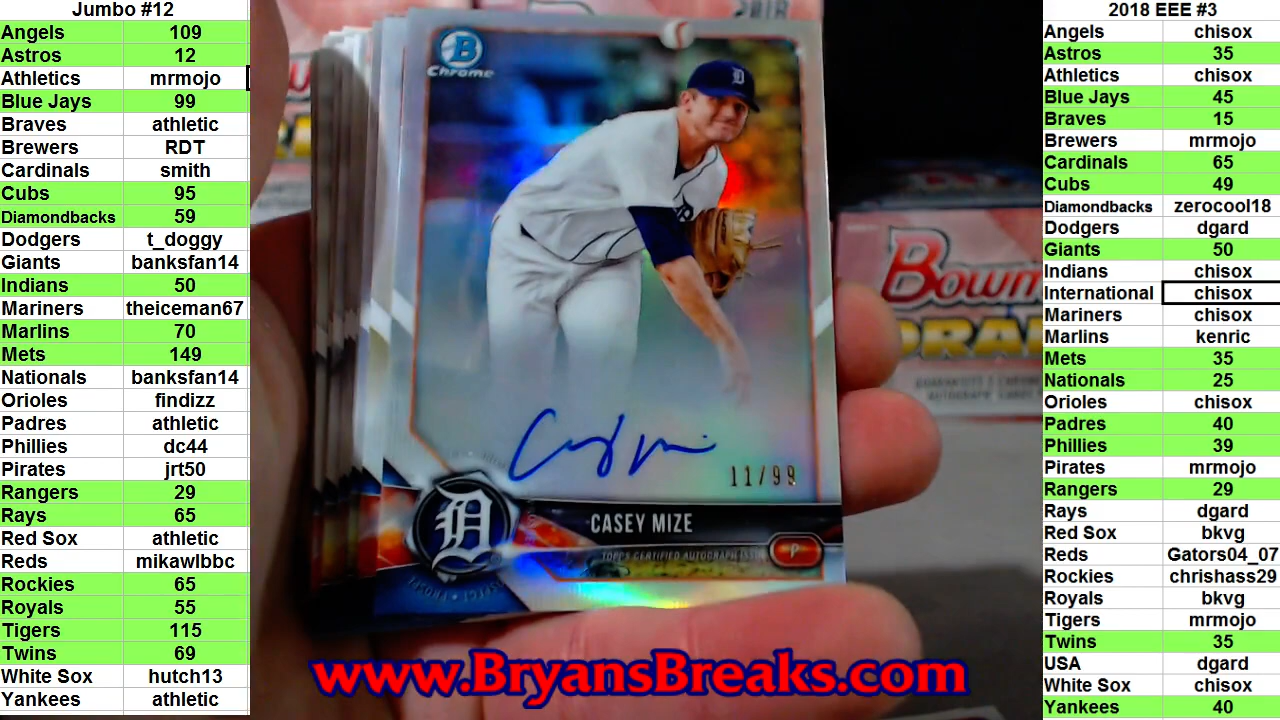 Jumbo #12
Angels 109
Astros 12
Athletics mrmojo
Blue Jays 99
Braves athletic
Brewers RDT
Cardinals smith
Cubs 95
Diamondbacks 59
Dodgers t_doggy
Giants banksfan14
Indians 50
Mariners theiceman67
Marlins 70
Mets 149
Nationals banksfan14
Orioles findizz
Padres athletic
Phillies dc44
Pirates jrt50
Rangers 29
Rays 65
Red Sox athletic
Reds mikawlbbc
Rockies 65
Royals 55
Tigers 115
Twins 69
White Sox hutch13
Yankees athletic
2018
B
Chrome
D
11/99
D
CASEY MIZE
TOPPS CERTIFIED AUTOGRAPH ISSUE
P
Bowm
DRA
www.BryansBreaks.com
2018 EEE #3
Angels chisox
Astros 35
Athletics chisox
Blue Jays 45
Braves 15
Brewers mrmojo
Cardinals 65
Cubs 49
Diamondbacks zerocool18
Dodgers dgard
Giants 50
Indians chisox
International chisox
Mariners chisox
Marlins kenric
Mets 35
Nationals 25
Orioles chisox
Padres 40
Phillies 39
Pirates mrmojo
Rangers 29
Rays dgard
Red Sox bkvg
Reds Gators04_07
Rockies chrishass29
Royals bkvg
Tigers mrmojo
Twins 35
USA dgard
White Sox chisox
Yankees 40